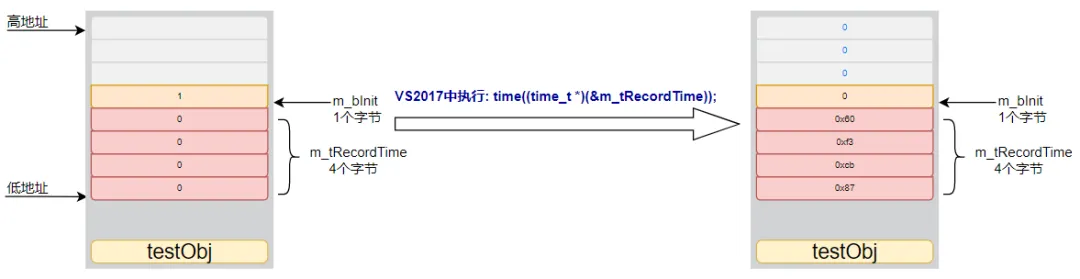 高地址
1
0
0
0
0
低地址
testObj
m_bInit
1个字节
m_tRecordTime
4个字节
VS2017中执行: time((time_t *)(&m_tRecordTime));
0
0
0
0
0x60
0xf3
0xcb
0x87
testObj
m_bInit
1个字节
m_tRecordTime
4个字节